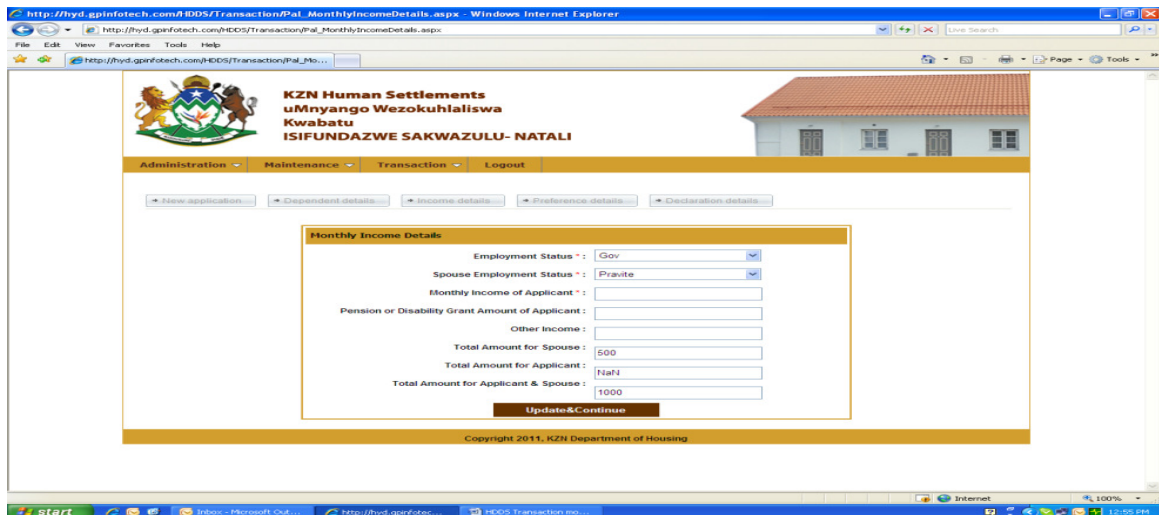 http://hyd.gpinfotech.com/HDDS/Transaction/Pal_MonthlyIncomeDetails.aspx - Windows Internet Explorer
http://hyd.gpinfotech.com/HDDS/Transaction/Pal_MonthlyIncomeDetails.aspx
Live Search
File Edit View Favorites Tools Help
http://hyd.gpinfotech.com/HDDS/Transaction/Pal_Mo...
Page Tools
KZN Human Settlements
uMnyango Wezokuhlaliswa
Kwabatu
ISIFUNDAZWE SAKWAZULU- NATALI
Administration Maintenance Transaction Logout
New application Dependent details Income details Preference details Declaration details
Monthly Income Details
Employment Status * : Gov
Spouse Employment Status * : Pravite
Monthly Income of Applicant * :
Pension or Disability Grant Amount of Applicant :
Other Income :
Total Amount for Spouse : 500
Total Amount for Applicant : NaN
Total Amount for Applicant & Spouse : 1000
Update&Continue
Copyright 2011, KZN Department of Housing
Internet 100%
start Inbox - Microsoft Out... http://hyd.gpinfotec... HDDS Transaction mo... 12:55 PM